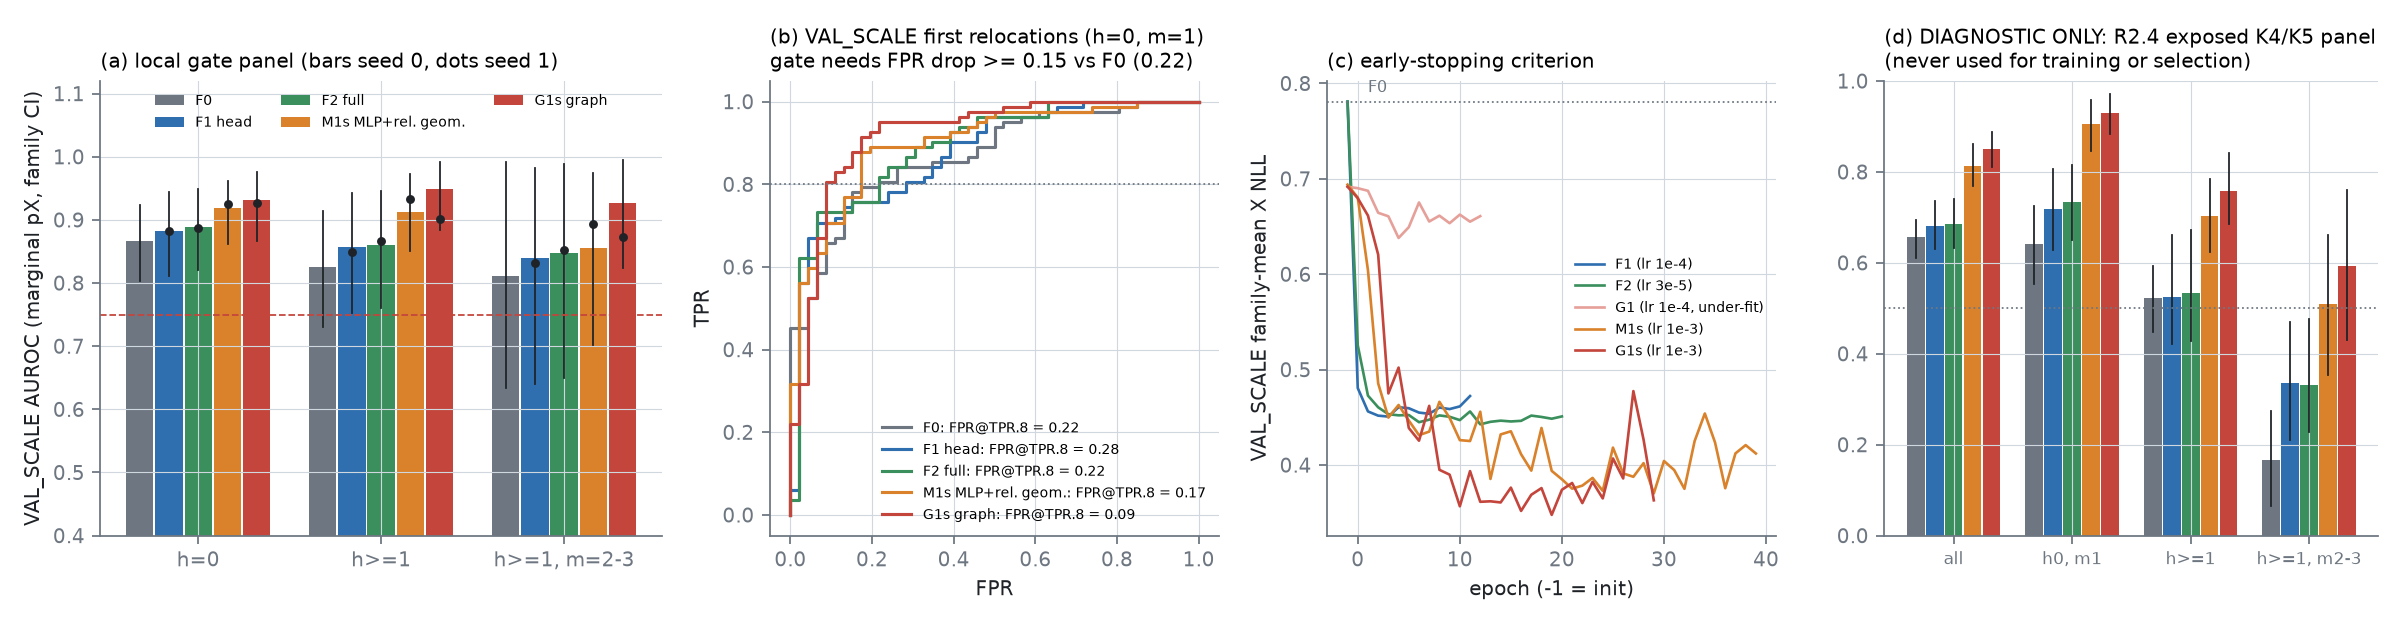 (a) local gate panel (bars seed 0, dots seed 1)
VAL_SCALE AUROC (marginal pX, family CI)
1.1
1.0
0.9
0.8
0.7
0.6
0.5
0.4
F0
F1 head
F2 full
M1s MLP+rel. geom.
G1s graph
h=0
h>=1
h>=1, m=2-3
(b) VAL_SCALE first relocations (h=0, m=1)
gate needs FPR drop >= 0.15 vs F0 (0.22)
TPR
1.0
0.8
0.6
0.4
0.2
0.0
F0: FPR@TPR.8 = 0.22
F1 head: FPR@TPR.8 = 0.28
F2 full: FPR@TPR.8 = 0.22
M1s MLP+rel. geom.: FPR@TPR.8 = 0.17
G1s graph: FPR@TPR.8 = 0.09
0.0
0.2
0.4
0.6
0.8
1.0
FPR
(c) early-stopping criterion
VAL_SCALE family-mean X NLL
0.8
0.7
0.6
0.5
0.4
F0
F1 (lr 1e-4)
F2 (lr 3e-5)
G1 (lr 1e-4, under-fit)
M1s (lr 1e-3)
G1s (lr 1e-3)
0
10
20
30
40
epoch (-1 = init)
(d) DIAGNOSTIC ONLY: R2.4 exposed K4/K5 panel
(never used for training or selection)
1.0
0.8
0.6
0.4
0.2
0.0
all
h0, m1
h>=1
h>=1, m2-3